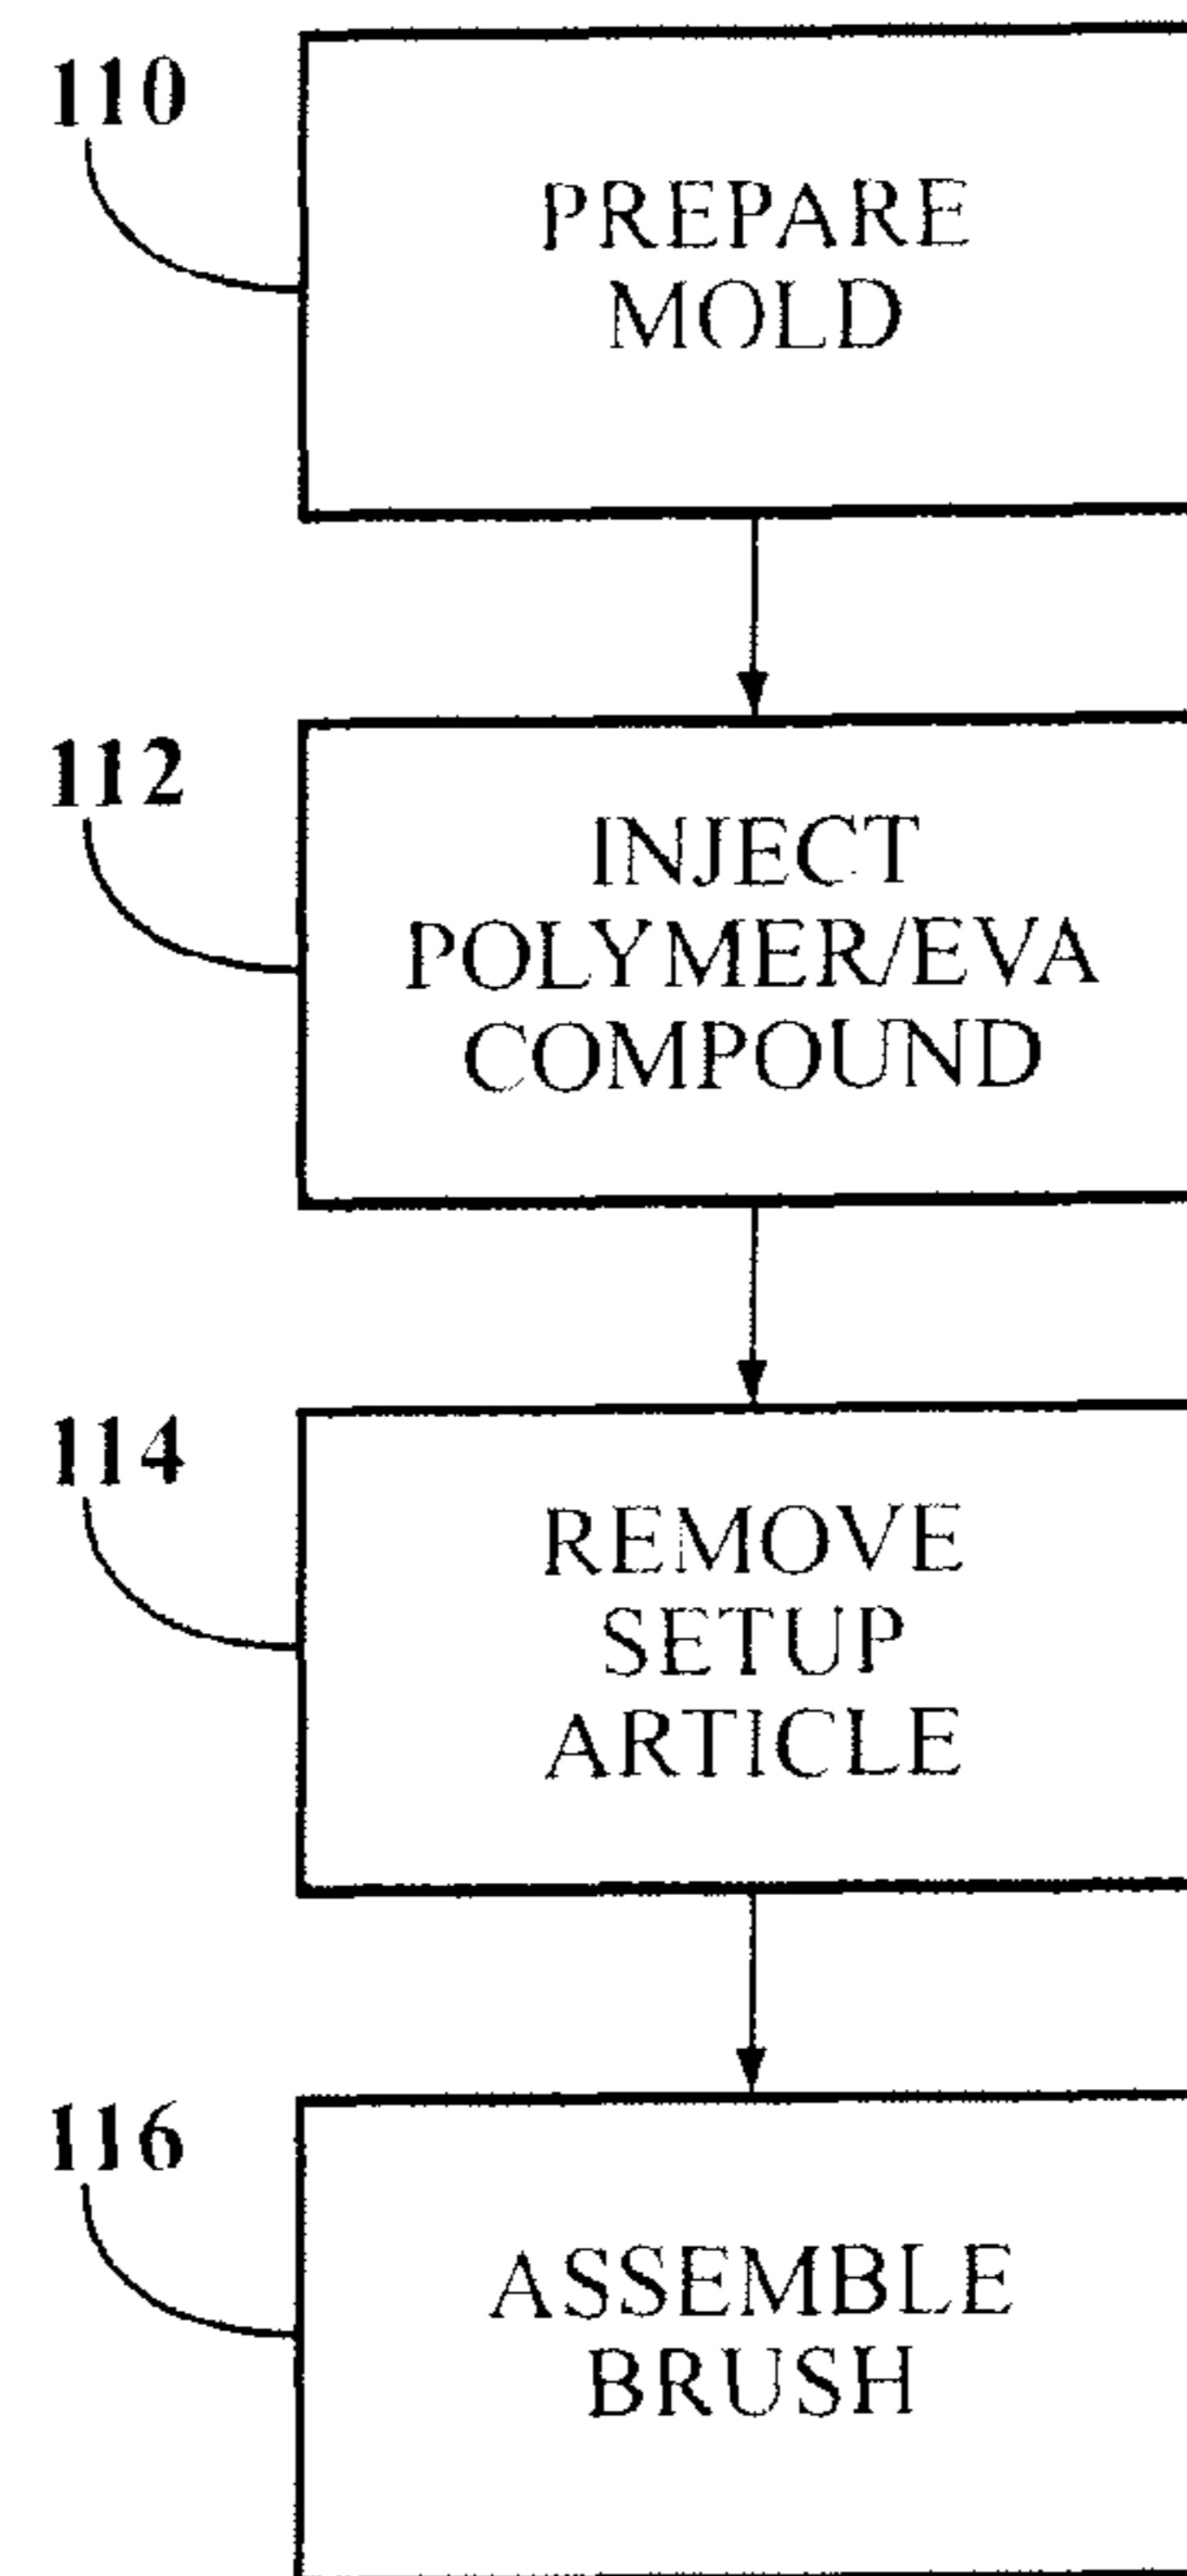 110
PREPARE
MOLD
112
INJECT
POLYMER/EVA
COMPOUND
114
REMOVE
SETUP
ARTICLE
116
ASSEMBLE
BRUSH